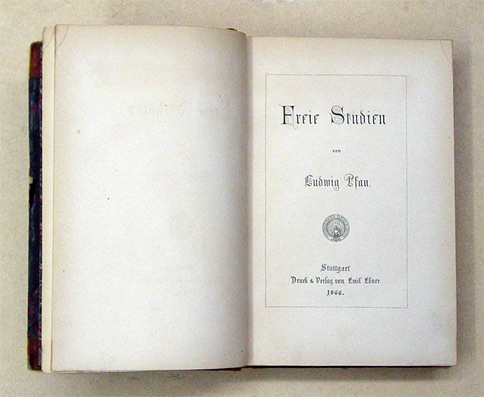 Freie Studien
von
Ludwig Pfau.
Stuttgart
Druck & Verlag von Emil Ebner.
1866.